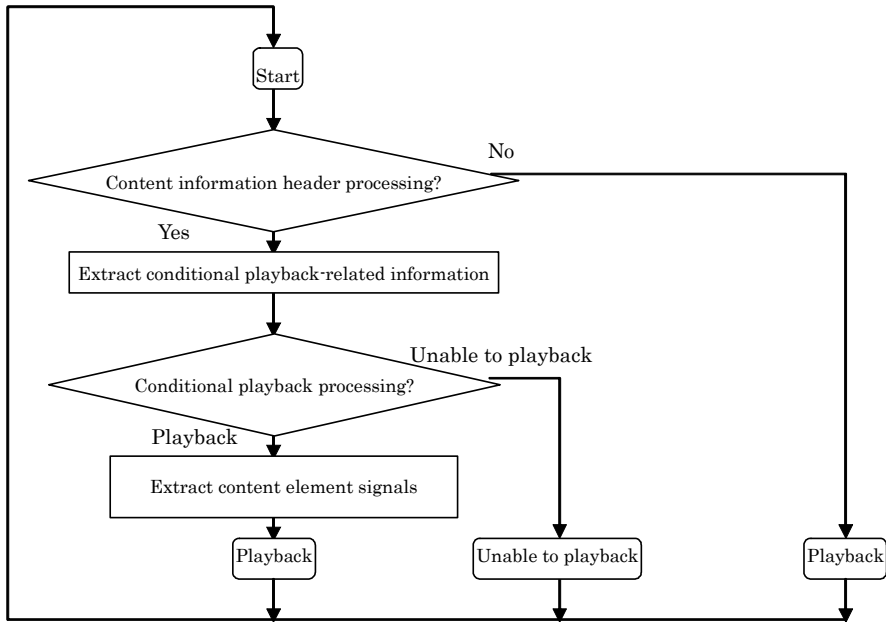 Start
No
Content information header processing?
Yes
Extract conditional playback-related information
Unable to playback
Conditional playback processing?
Playback
Extract content element signals
Playback
Unable to playback
Playback